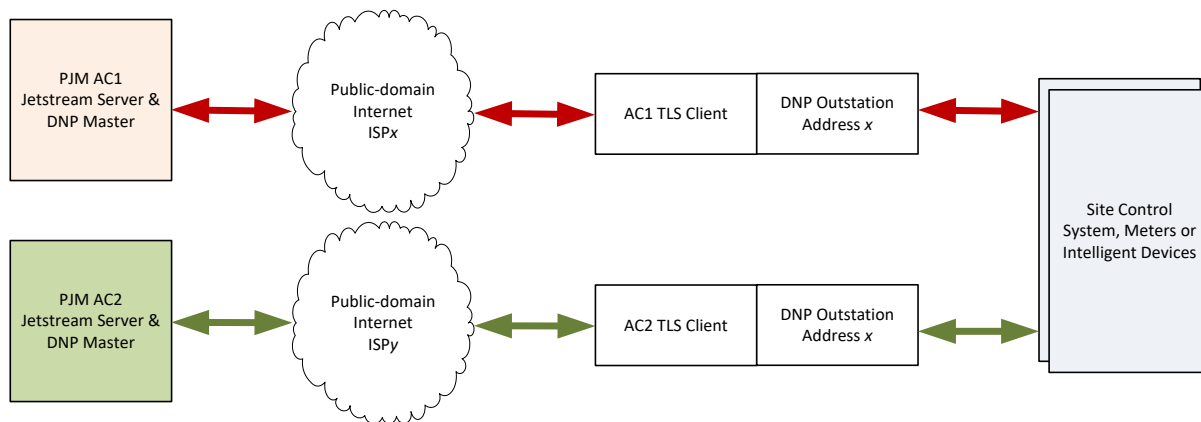 PJM AC1
Jetstream Server &
DNP Master
Public-domain
Internet
ISPx
AC1 TLS Client
DNP Outstation
Address x
Site Control
System, Meters or
Intelligent Devices
PJM AC2
Jetstream Server &
DNP Master
Public-domain
Internet
ISPy
AC2 TLS Client
DNP Outstation
Address x